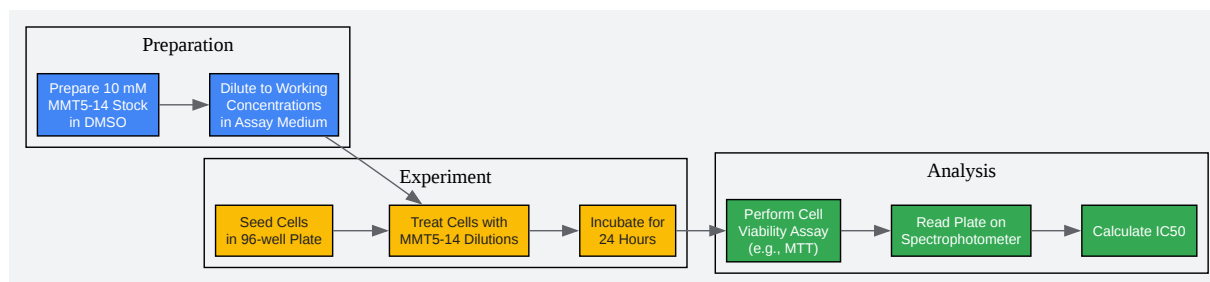 Preparation
Prepare 10 mM
MMT5-14 Stock
in DMSO
Dilute to Working
Concentrations
in Assay Medium
Experiment
Seed Cells
in 96-well Plate
Treat Cells with
MMT5-14 Dilutions
Incubate for
24 Hours
Analysis
Perform Cell
Viability Assay
(e.g., MTT)
Read Plate on
Spectrophotometer
Calculate IC50